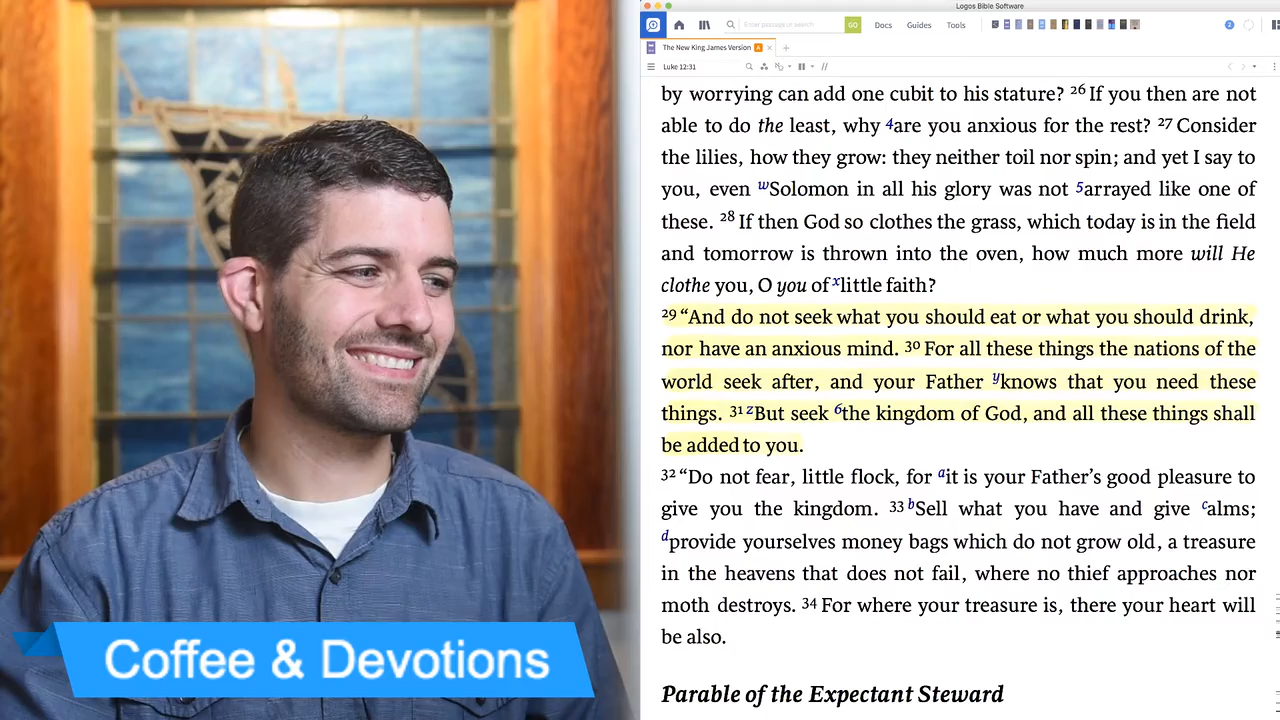 Logos Bible Software
Enter passage or search
GO
Docs
Guides
Tools
2
The New King James Version A
Luke 12:31
by worrying can add one cubit to his stature? 26 If you then are not
able to do the least, why 4are you anxious for the rest? 27 Consider
the lilies, how they grow: they neither toil nor spin; and yet I say to
you, even wSolomon in all his glory was not 5arrayed like one of
these. 28 If then God so clothes the grass, which today is in the field
and tomorrow is thrown into the oven, how much more will He
clothe you, O you of xlittle faith?
29 “And do not seek what you should eat or what you should drink,
nor have an anxious mind. 30 For all these things the nations of the
world seek after, and your Father yknows that you need these
things. 31 zBut seek 6the kingdom of God, and all these things shall
be added to you.
32 “Do not fear, little flock, for ait is your Father’s good pleasure to
give you the kingdom. 33 bSell what you have and give calms;
dprovide yourselves money bags which do not grow old, a treasure
in the heavens that does not fail, where no thief approaches nor
moth destroys. 34 For where your treasure is, there your heart will
be also.
Parable of the Expectant Steward
Coffee & Devotions